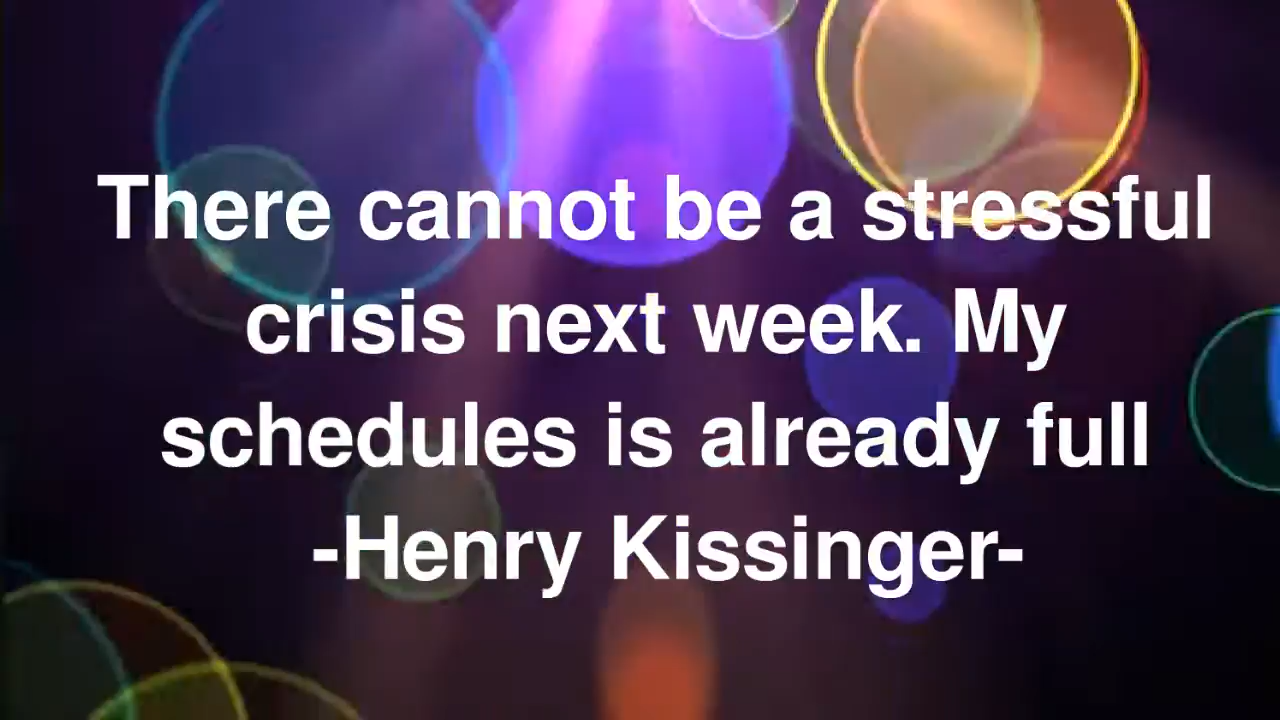 There cannot be a stressful
crisis next week. My
schedules is already full
-Henry Kissinger-